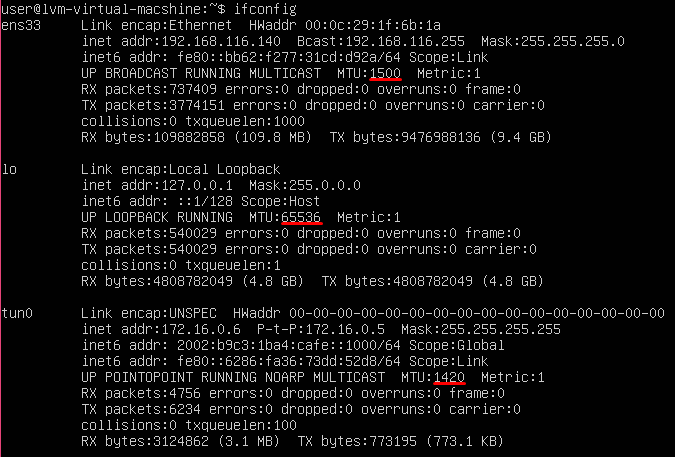 user@lvm-virtual-macshine:~$ ifconfig
ens33     Link encap:Ethernet  HWaddr 00:0c:29:1f:6b:1a
          inet addr:192.168.116.140  Bcast:192.168.116.255  Mask:255.255.255.0
          inet6 addr: fe80::bb62:f277:31cd:d92a/64 Scope:Link
          UP BROADCAST RUNNING MULTICAST  MTU:1500  Metric:1
          RX packets:737409 errors:0 dropped:0 overruns:0 frame:0
          TX packets:3774151 errors:0 dropped:0 overruns:0 carrier:0
          collisions:0 txqueuelen:1000
          RX bytes:109882858 (109.8 MB)  TX bytes:9476988136 (9.4 GB)
lo        Link encap:Local Loopback
          inet addr:127.0.0.1  Mask:255.0.0.0
          inet6 addr: ::1/128 Scope:Host
          UP LOOPBACK RUNNING  MTU:65536  Metric:1
          RX packets:540029 errors:0 dropped:0 overruns:0 frame:0
          TX packets:540029 errors:0 dropped:0 overruns:0 carrier:0
          collisions:0 txqueuelen:1
          RX bytes:4808782049 (4.8 GB)  TX bytes:4808782049 (4.8 GB)
tun0      Link encap:UNSPEC  HWaddr 00-00-00-00-00-00-00-00-00-00-00-00-00-00-00-00
          inet addr:172.16.0.6  P-t-P:172.16.0.5  Mask:255.255.255.255
          inet6 addr: 2002:b9c3:1ba4:cafe::1000/64 Scope:Global
          inet6 addr: fe80::6286:fa36:73dd:52d8/64 Scope:Link
          UP POINTOPOINT RUNNING NOARP MULTICAST  MTU:1420  Metric:1
          RX packets:4756 errors:0 dropped:0 overruns:0 frame:0
          TX packets:6234 errors:0 dropped:0 overruns:0 carrier:0
          collisions:0 txqueuelen:100
          RX bytes:3124862 (3.1 MB)  TX bytes:773195 (773.1 KB)